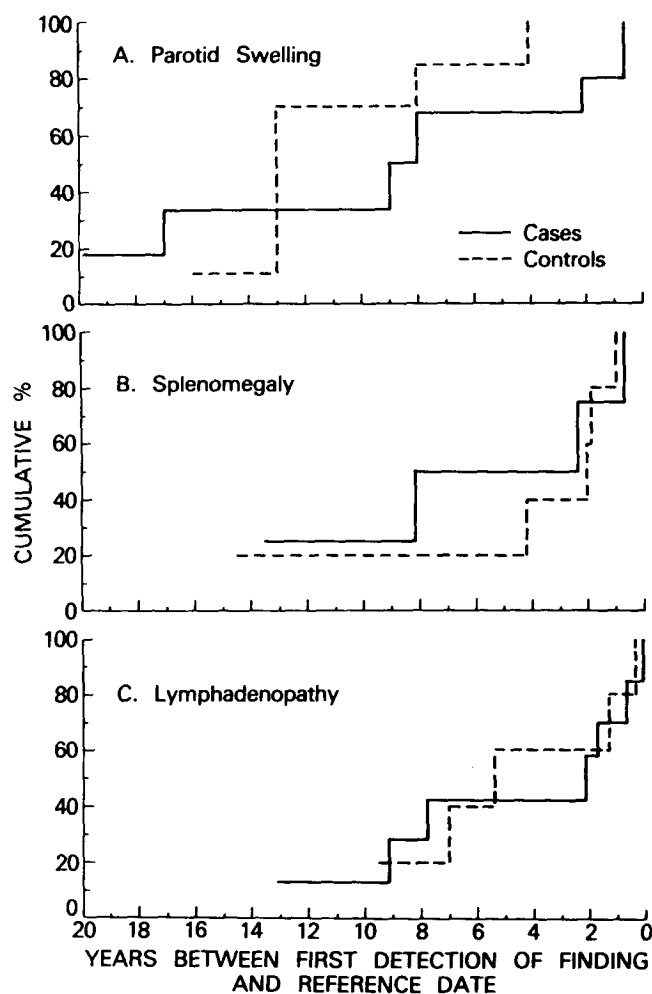 100
A. Parotid Swelling
80
60
40
Cases
20
Controls
0
100
B. Splenomegaly
80
60
40
20
0
CUMULATIVE %
100
C. Lymphadenopathy
80
60
40
20
0
20 18 16 14 12 10 8 6 4 2 0
YEARS BETWEEN FIRST DETECTION OF FINDING
AND REFERENCE DATE